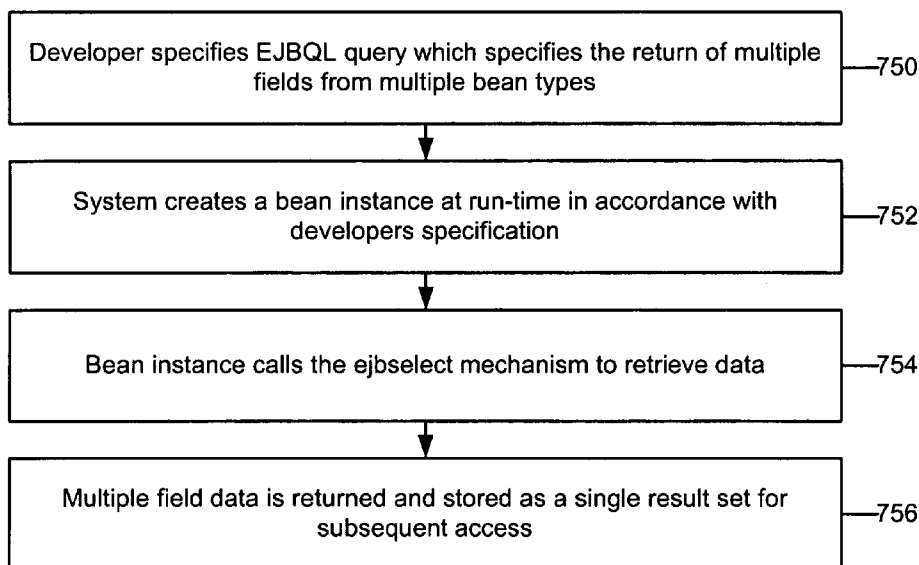 Developer specifies EJBQL query which specifies the return of multiple
fields from multiple bean types
750
System creates a bean instance at run-time in accordance with
developers specification
752
Bean instance calls the ejbselect mechanism to retrieve data
754
Multiple field data is returned and stored as a single result set for
subsequent access
756